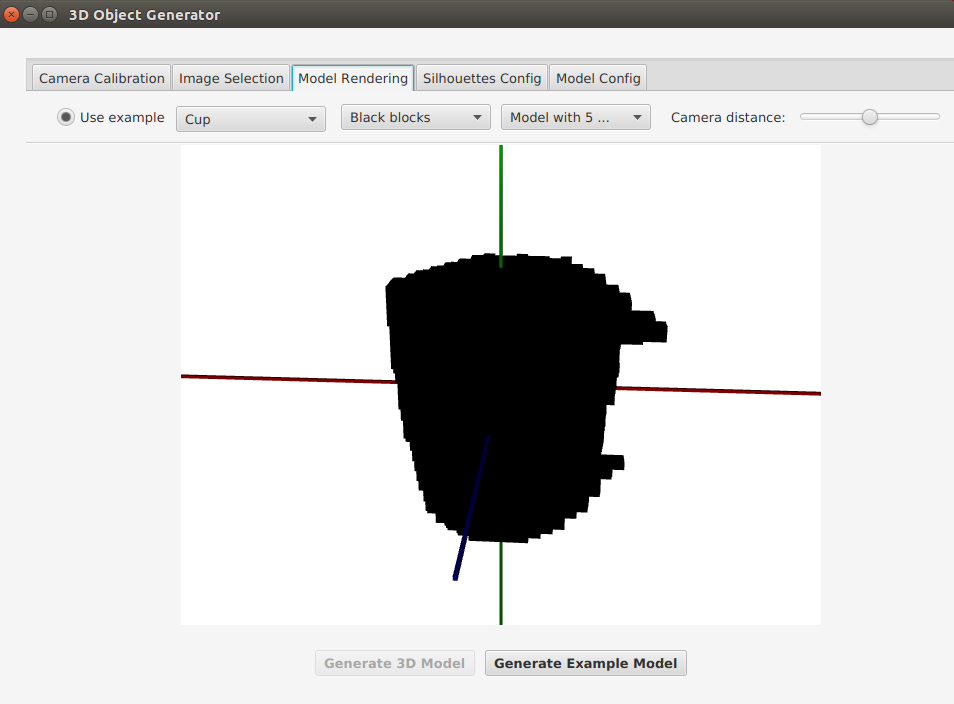 3D Object Generator
Camera Calibration Image Selection Model Rendering Silhouettes Config Model Config
Use example Cup Black blocks Model with 5 ... Camera distance:
Generate 3D Model Generate Example Model